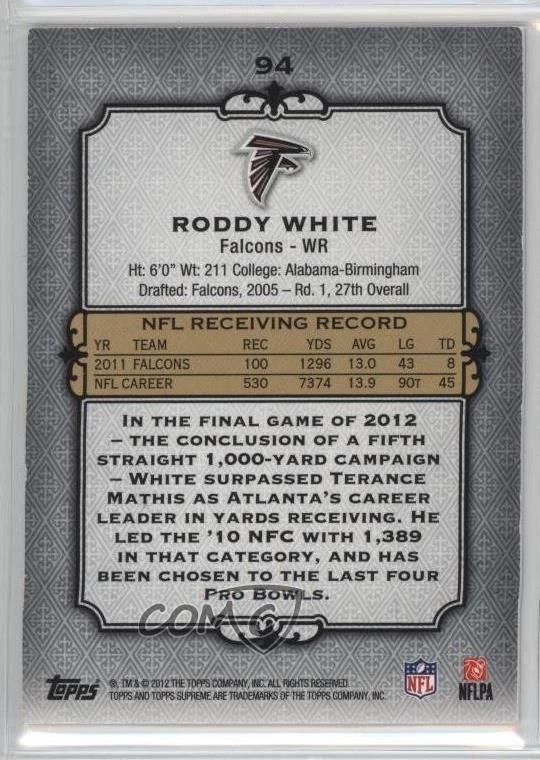 94
RODDY WHITE
Falcons - WR
Ht: 6'0" Wt: 211 College: Alabama-Birmingham
Drafted: Falcons, 2005 – Rd. 1, 27th Overall
NFL RECEIVING RECORD
YR TEAM REC YDS AVG LG TD
2011 FALCONS 100 1296 13.0 43 8
NFL CAREER 530 7374 13.9 90T 45
IN THE FINAL GAME OF 2012
– THE CONCLUSION OF A FIFTH
STRAIGHT 1,000-YARD CAMPAIGN
– WHITE SURPASSED TERANCE
MATHIS AS ATLANTA'S CAREER
LEADER IN YARDS RECEIVING. HE
LED THE '10 NFC WITH 1,389
IN THAT CATEGORY, AND HAS
BEEN CHOSEN TO THE LAST FOUR
PRO BOWLS.
COMC
Topps
®, TM & © 2012 THE TOPPS COMPANY, INC. ALL RIGHTS RESERVED.
TOPPS AND TOPPS SUPREME ARE TRADEMARKS OF THE TOPPS COMPANY, INC.
NFL
NFLPA